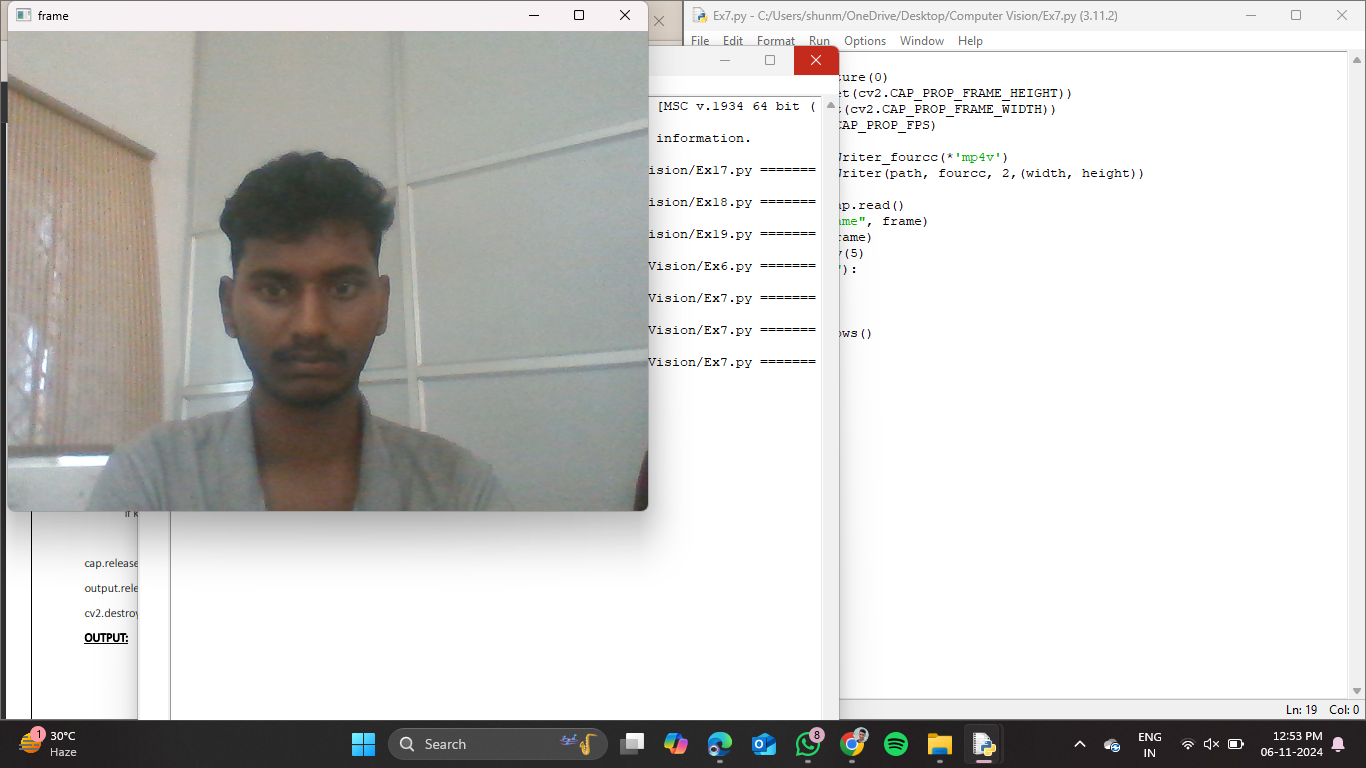 frame
Ex7.py - C:/Users/shunm/OneDrive/Desktop/Computer Vision/Ex7.py (3.11.2)
File Edit Format Run Options Window Help
ture(0)
et(cv2.CAP_PROP_FRAME_HEIGHT))
t(cv2.CAP_PROP_FRAME_WIDTH))
CAP_PROP_FPS)
Writer_fourcc(*'mp4v')
Writer(path, fourcc, 2,(width, height))
ap.read()
ame", frame)
rame)
y(5)
"):
ows()
[MSC v.1934 64 bit (
information.
ision/Ex17.py =======
ision/Ex18.py =======
ision/Ex19.py =======
Vision/Ex6.py =======
Vision/Ex7.py =======
Vision/Ex7.py =======
Vision/Ex7.py =======
if k
cap.release
output.rele
cv2.destroy
OUTPUT:
Ln: 19 Col: 0
1
30°C
Haze
Search
8
ENG
IN
12:53 PM
06-11-2024